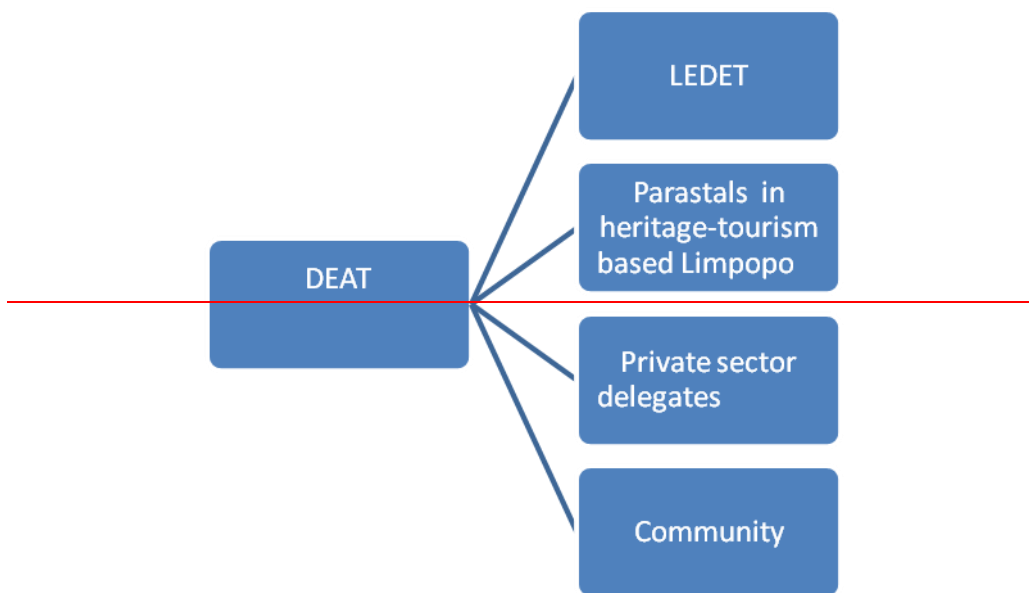 LEDET
Parastals in
heritage-tourism
based Limpopo
DEAT
Private sector
delegates
Community